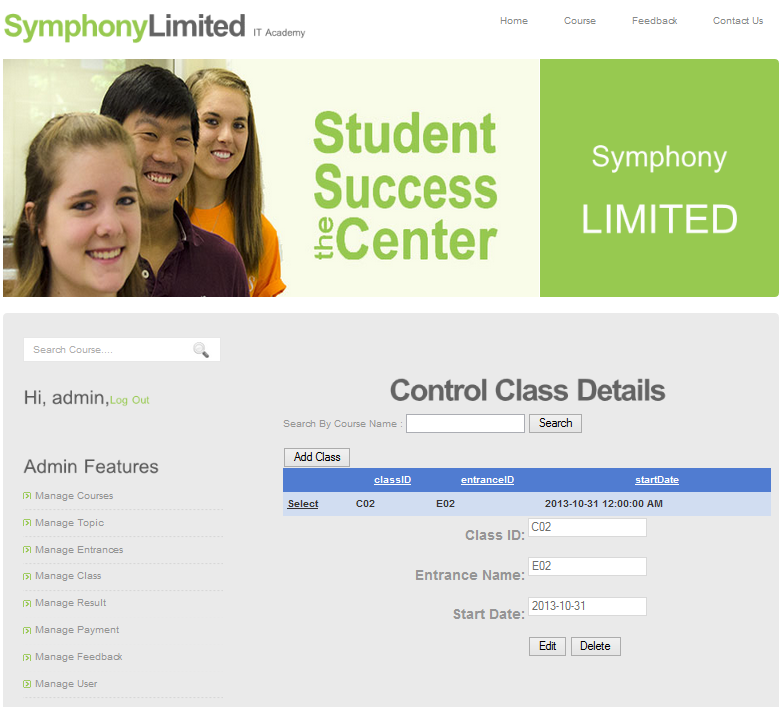 SymphonyLimited IT Academy
Home Course Feedback Contact Us
Student
Success
the Center
Symphony
LIMITED
Search Course....
Hi, admin,Log Out
Admin Features
Manage Courses
Manage Topic
Manage Entrances
Manage Class
Manage Result
Manage Payment
Manage Feedback
Manage User
Control Class Details
Search By Course Name : Search
Add Class
classID entranceID startDate
Select C02 E02 2013-10-31 12:00:00 AM
Class ID: C02
Entrance Name: E02
Start Date: 2013-10-31
Edit Delete